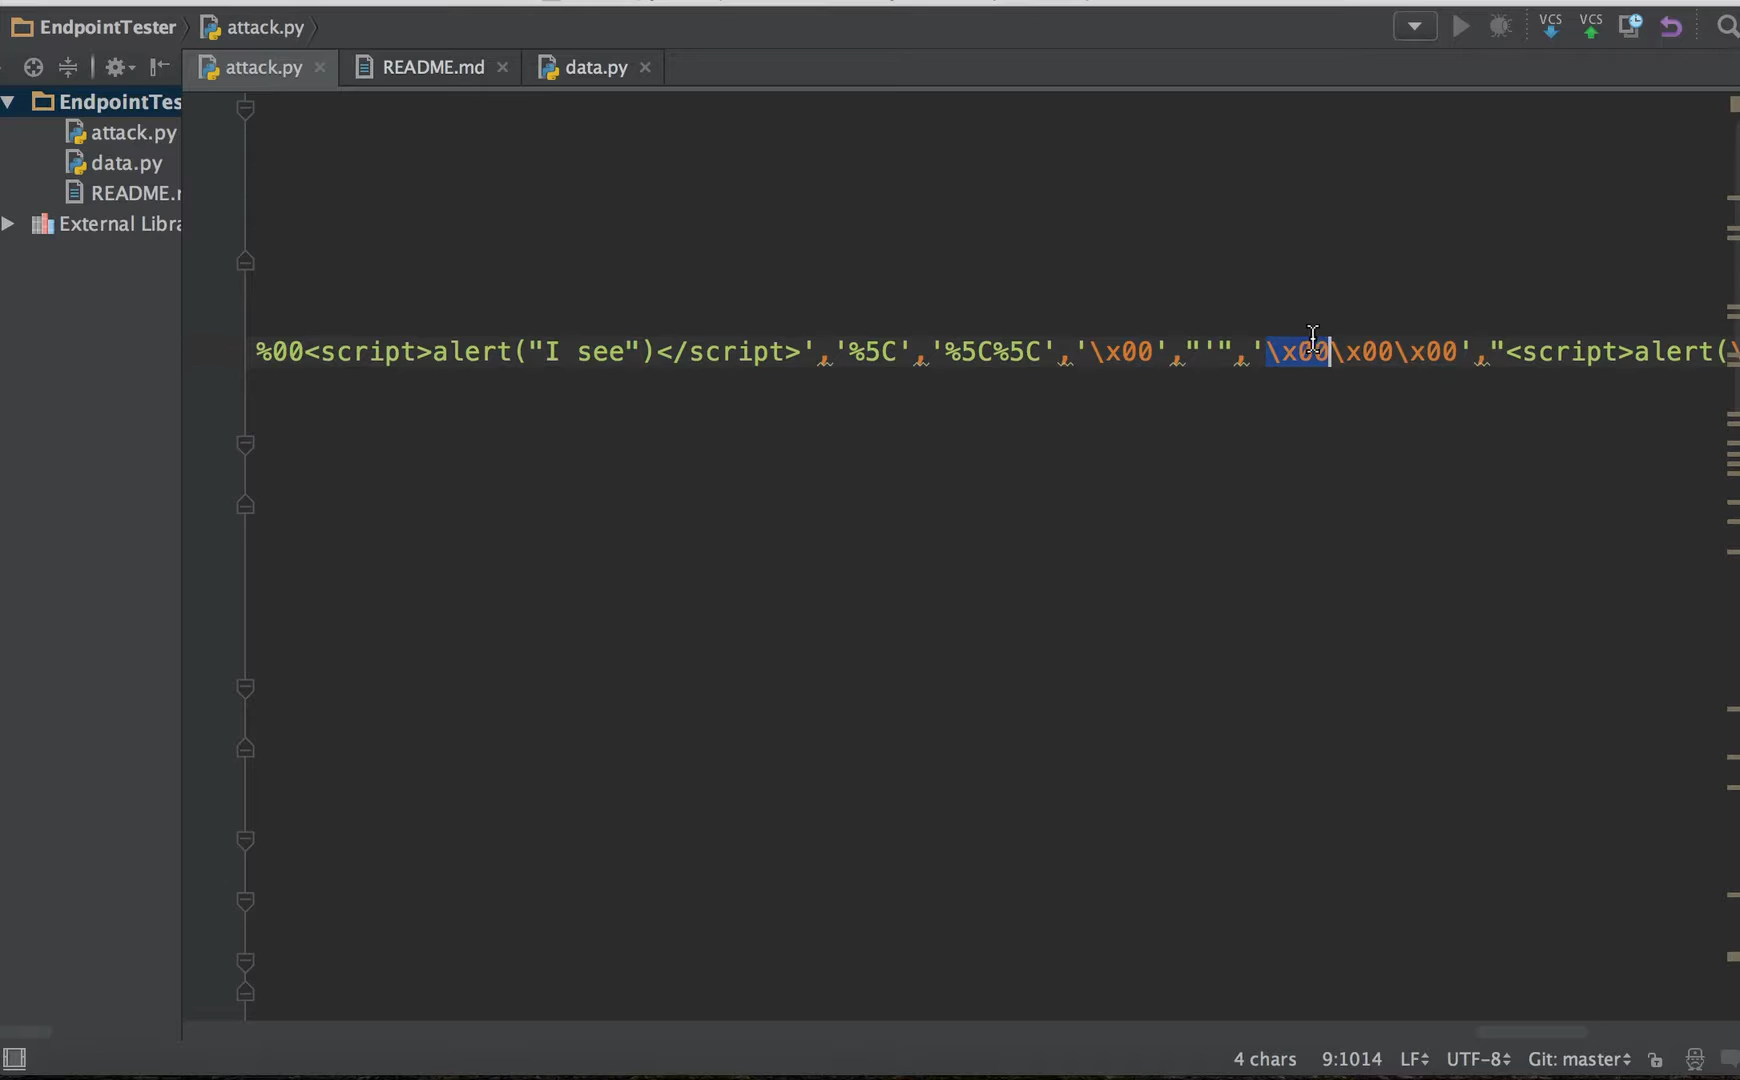 EndpointTester attack.py
VCS VCS
attack.py README.md data.py
EndpointTes
attack.py
data.py
README.r
External Libra
%00<script>alert("I see")</script>','%5C','%5C%5C','\x00',"'",'\x00\x00\x00',"<script>alert(\
4 chars 9:1014 LF UTF-8 Git: master